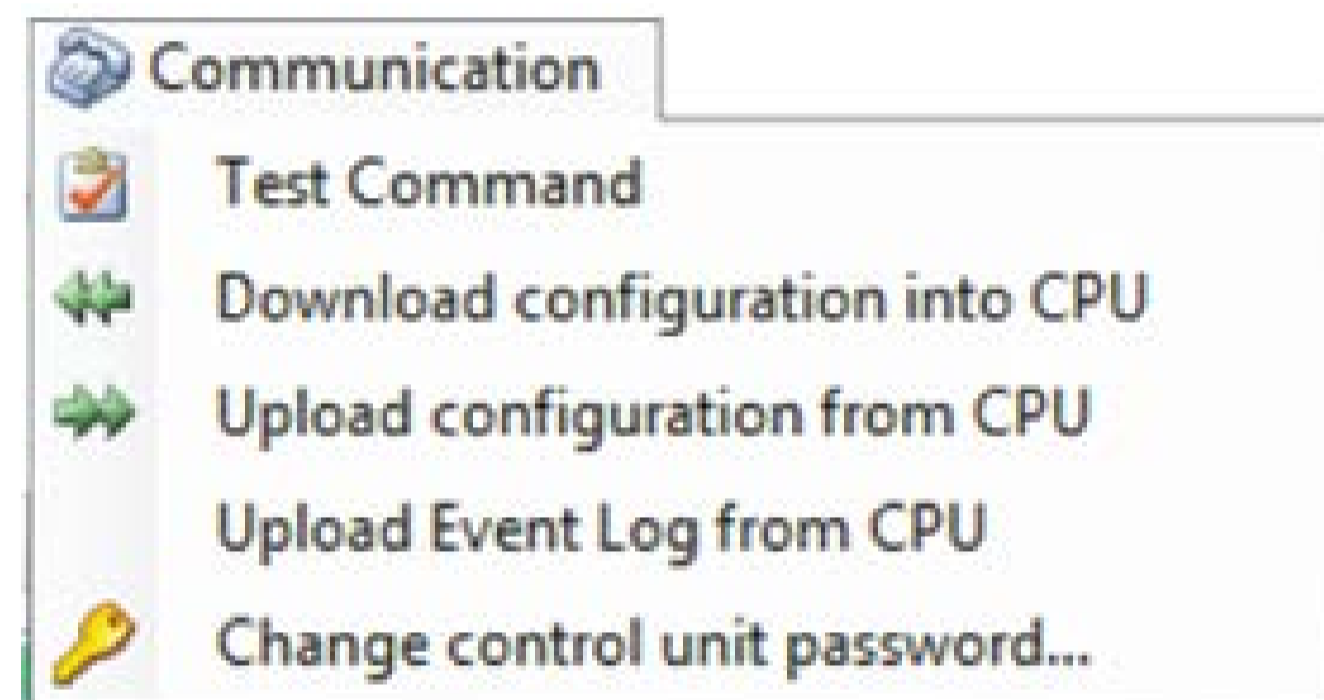 Communication
Test Command
Download configuration into CPU
Upload configuration from CPU
Upload Event Log from CPU
Change control unit password...